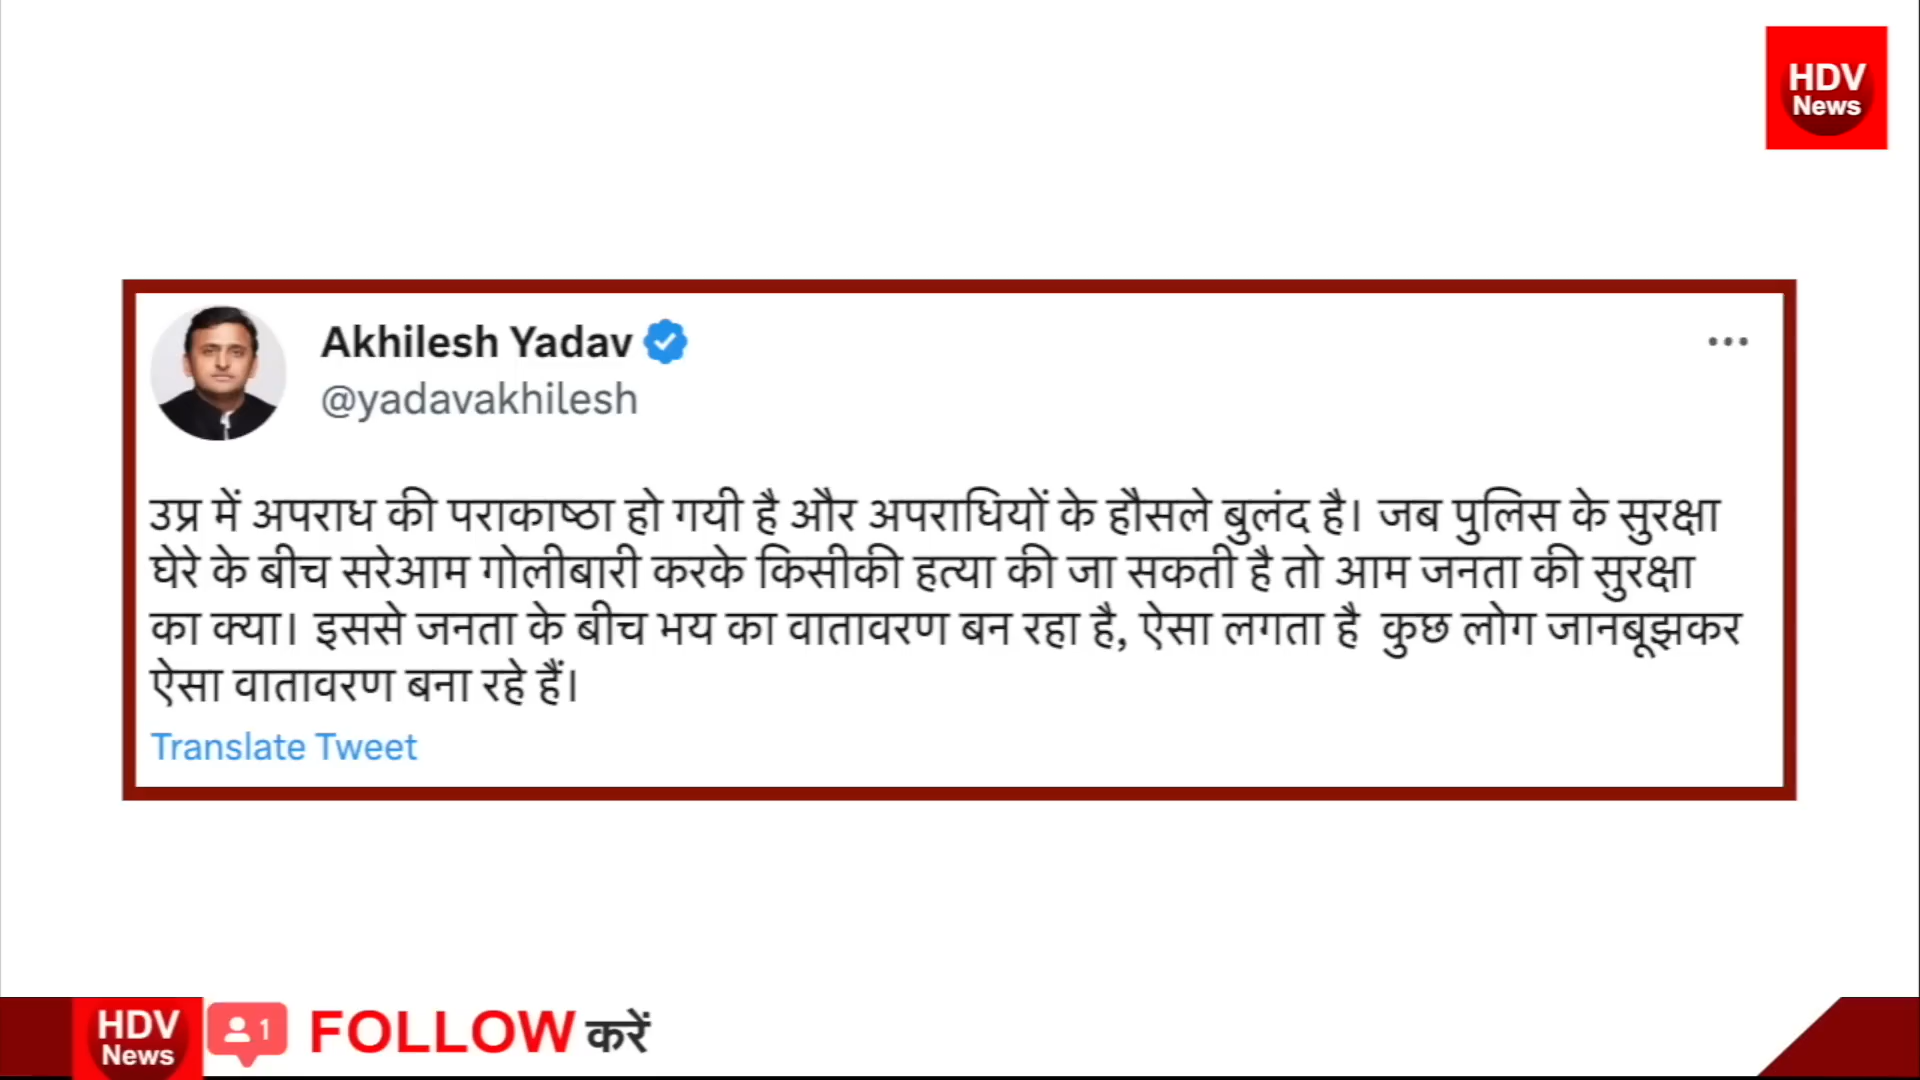 HDV
News
Akhilesh Yadav
@yadavakhilesh
उप्र में अपराध की पराकाष्ठा हो गयी है और अपराधियों के हौसले बुलंद है। जब पुलिस के सुरक्षा
घेरे के बीच सरेआम गोलीबारी करके किसीकी हत्या की जा सकती है तो आम जनता की सुरक्षा
का क्या। इससे जनता के बीच भय का वातावरण बन रहा है, ऐसा लगता है कुछ लोग जानबूझकर
ऐसा वातावरण बना रहे हैं।
Translate Tweet
HDV
News
1
FOLLOW करें